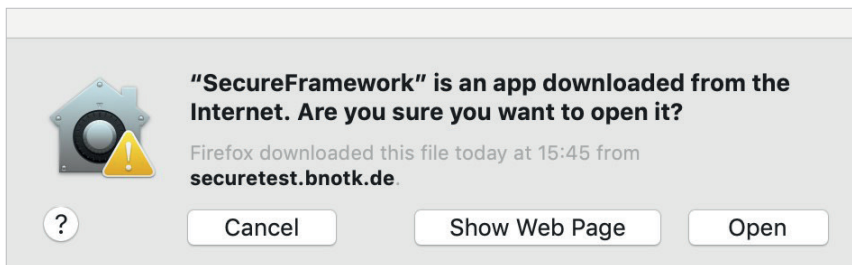 “SecureFramework” is an app downloaded from the
Internet. Are you sure you want to open it?
Firefox downloaded this file today at 15:45 from
securetest.bnotk.de.
?
Cancel
Show Web Page
Open